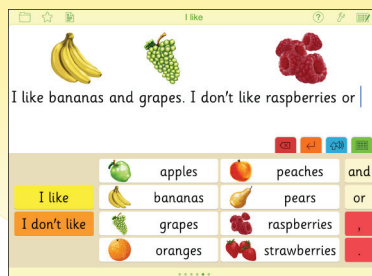 I like
I like bananas and grapes. I don't like raspberries or
apples peaches and
I like bananas pears or
I don't like grapes raspberries ,
oranges strawberries .